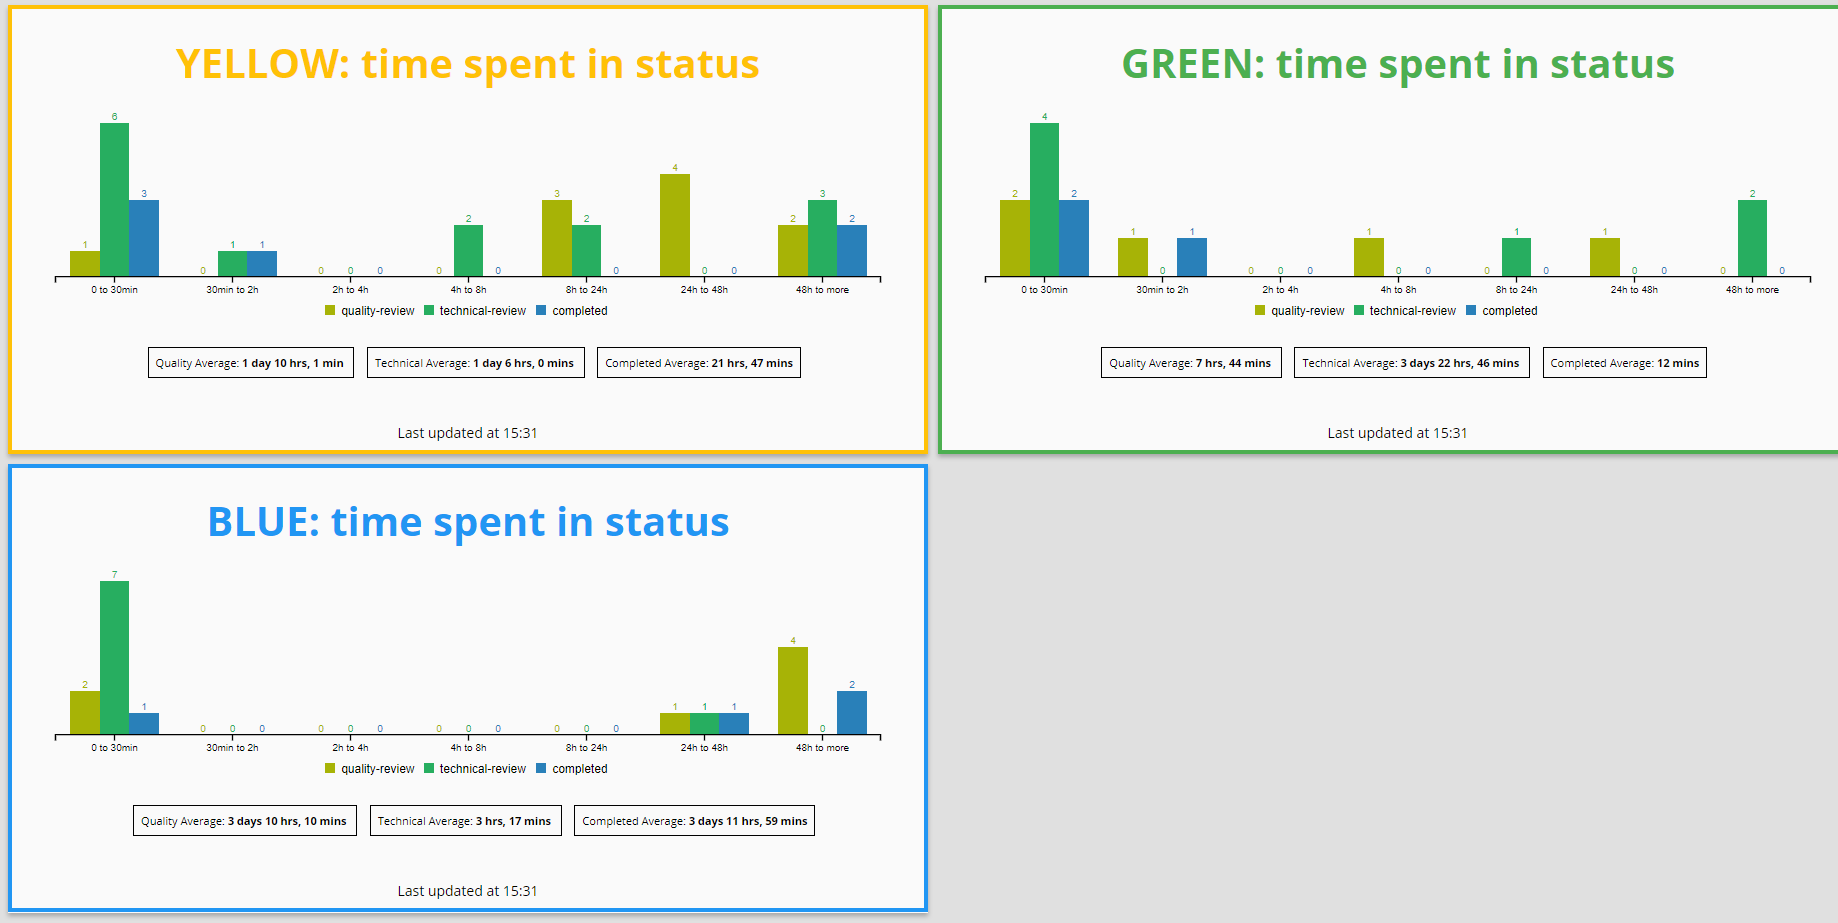 YELLOW: time spent in status
6
4
3
3
3
2
2
2
2
1
1
1
0
0
0
0
0
0
0
0
0
0 to 30min 30min to 2h 2h to 4h 4h to 8h 8h to 24h 24h to 48h 48h to more
quality-review technical-review completed
Quality Average: 1 day 10 hrs, 1 min Technical Average: 1 day 6 hrs, 0 mins Completed Average: 21 hrs, 47 mins
Last updated at 15:31
GREEN: time spent in status
4
2 2 2
1 1 1 1 1
0 0 0 0 0 0 0 0 0 0 0 0
0 to 30min 30min to 2h 2h to 4h 4h to 8h 8h to 24h 24h to 48h 48h to more
quality-review technical-review completed
Quality Average: 7 hrs, 44 mins Technical Average: 3 days 22 hrs, 46 mins Completed Average: 12 mins
Last updated at 15:31
BLUE: time spent in status
7
4
2 2
1 1 1 1
0 0 0 0 0 0 0 0 0 0 0 0 0
0 to 30min 30min to 2h 2h to 4h 4h to 8h 8h to 24h 24h to 48h 48h to more
quality-review technical-review completed
Quality Average: 3 days 10 hrs, 10 mins Technical Average: 3 hrs, 17 mins Completed Average: 3 days 11 hrs, 59 mins
Last updated at 15:31